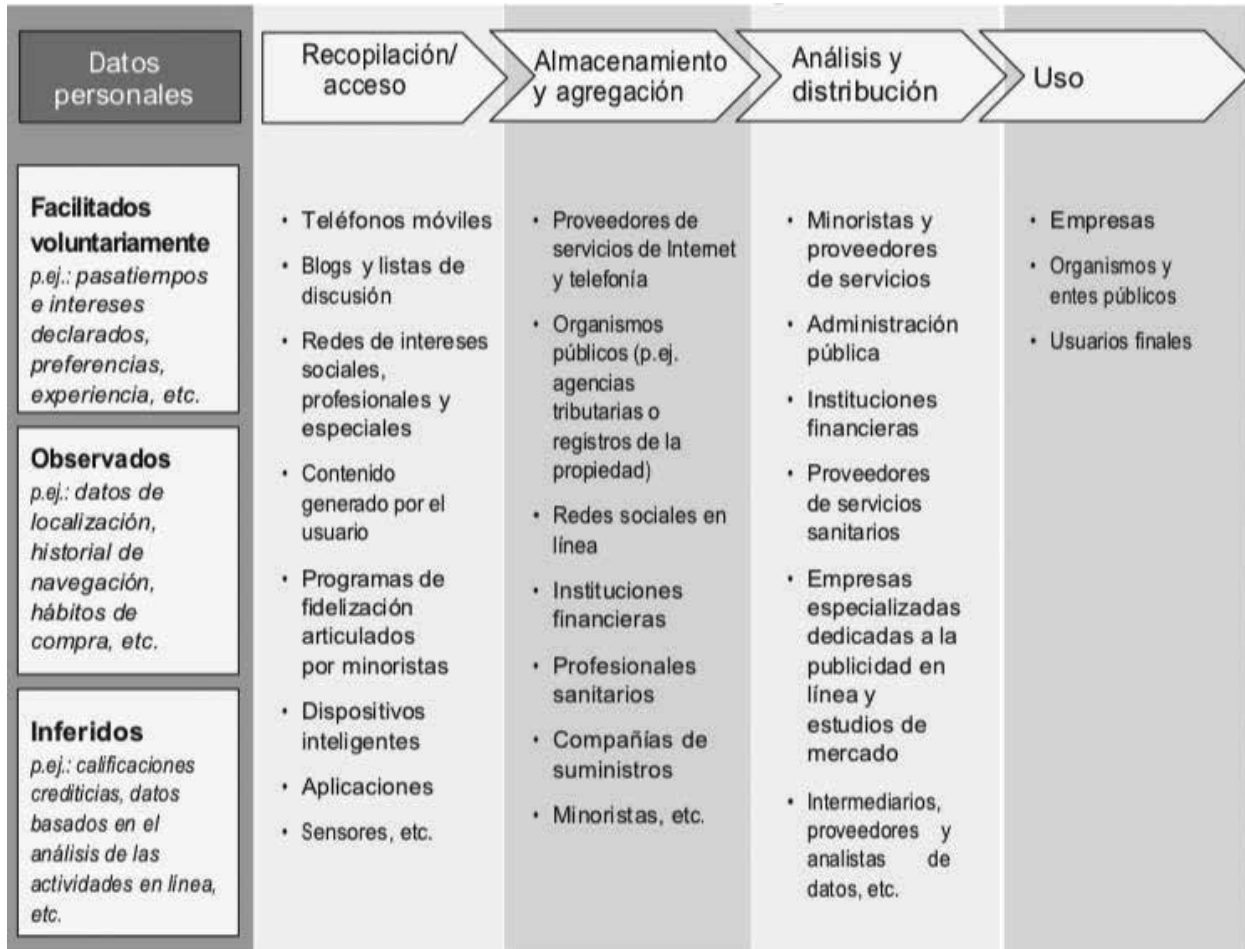 Datos
personales
Recopilación/
acceso
Almacenamiento
y agregación
Análisis y
distribución
Uso
Facilitados
voluntariamente
p.ej.: pasatiempos
e intereses
declarados,
preferencias,
experiencia, etc.
Observados
p.ej.: datos de
localización,
historial de
navegación,
hábitos de
compra, etc.
Inferidos
p.ej.: calificaciones
crediticias, datos
basados en el
análisis de las
actividades en línea,
etc.
• Teléfonos móviles
• Blogs y listas de
discusión
• Redes de intereses
sociales,
profesionales y
especiales
• Contenido
generado por el
usuario
• Programas de
fidelización
articulados
por minoristas
• Dispositivos
inteligentes
• Aplicaciones
• Sensores, etc.
• Proveedores de
servicios de Internet
y telefonía
• Organismos
públicos (p.ej.
agencias
tributarias o
registros de la
propiedad)
• Redes sociales en
línea
• Instituciones
financieras
• Profesionales
sanitarios
• Compañías de
suministros
• Minoristas, etc.
• Minoristas y
proveedores
de servicios
• Administración
pública
• Instituciones
financieras
• Proveedores
de servicios
sanitarios
• Empresas
especializadas
dedicadas a la
publicidad en
línea y
estudios de
mercado
• Intermediarios,
proveedores y
analistas de
datos, etc.
• Empresas
• Organismos y
entes públicos
• Usuarios finales